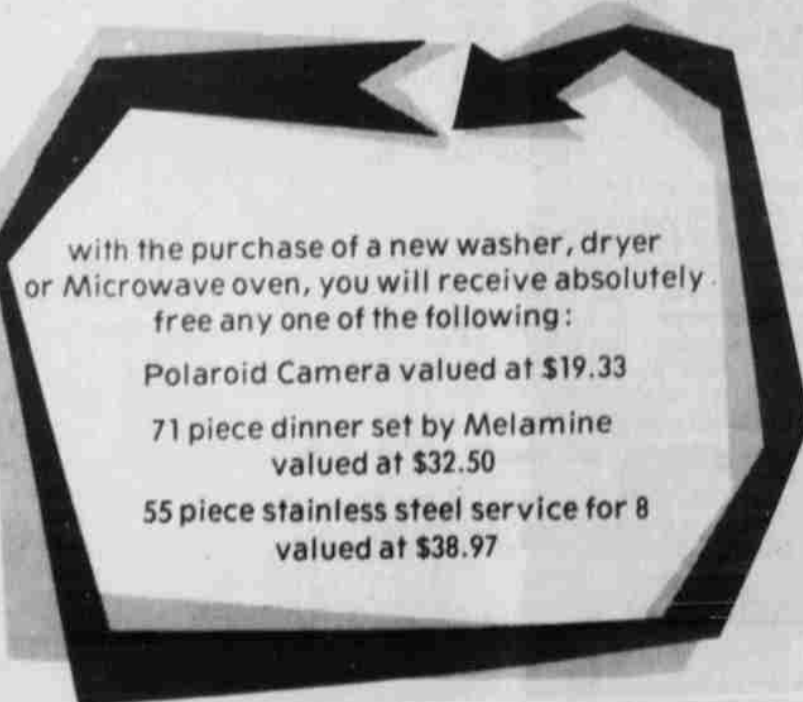 with the purchase of a new washer, dryer
or Microwave oven, you will receive absolutely
free any one of the following:
Polaroid Camera valued at $19.33
71 piece dinner set by Melamine
valued at $32.50
55 piece stainless steel service for 8
valued at $38.97